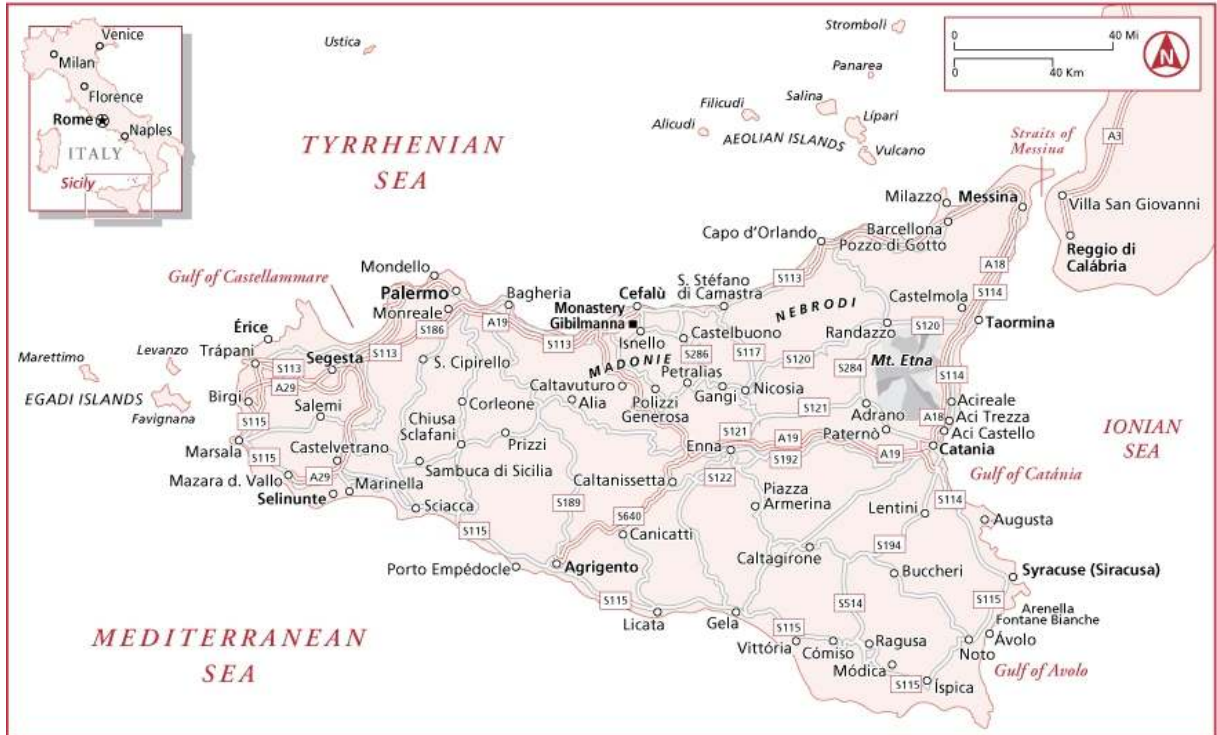 Venice
Milan
Florence
Rome
Naples
ITALY
Sicily
Ustica
Stromboli
0 40 Mi
0 40 Km
N
Panarea
Salina
Filicudi
Lípari
Alicudi
AEOLIAN ISLANDS
Vulcano
TYRRHENIAN
SEA
Straits of
Messina
A3
Milazzo
Messina
Villa San Giovanni
Barcellona
Pozzo di Gotto
Capo d'Orlando
Reggio di
Calábria
A18
S113
S114
Gulf of Castellammare
Mondello
Palermo
Monreale
Bagheria
Cefalù
Monastery
Gibilmanna
S. Stéfano
di Camastra
NEBRODI
Castelmola
Taormina
Érice
S186
A19
S113
Isnello
Castelbuono
Randazzo
S120
Marettimo
Levanzo
Trápani
S113
Segesta
S113
S. Cipirello
MADONIE
S286
S117
S120
S284
Mt. Etna
S114
EGADI ISLANDS
Favignana
Birgi
A29
Salemi
S115
Caltavuturo
Alia
Petralias
Polizzi
Generosa
Gangi
Nicosia
S121
Adrano
Acireale
A18
Aci Trezza
Aci Castello
Corleone
Chiusa
Sclafani
Prizzi
Marsala
Castelvetrano
S115
Enna
S121
A19
S192
Paternò
A19
Catania
IONIAN
SEA
Mazara d. Vallo
A29
Marinella
Selinunte
Sambuca di Sicilia
Sciacca
Caltanissetta
S122
Gulf of Catánia
S189
S640
Piazza
Armerina
Lentini
S114
Augusta
S115
Canicatti
Caltagirone
S194
Porto Empédocle
Agrigento
Buccheri
Syracuse (Siracusa)
S115
Licata
Gela
S514
S115
Arenella
Fontane Bianche
MEDITERRANEAN
SEA
S115
Vittória
Cómiso
Ragusa
Módica
Noto
Ávolo
Gulf of Avolo
S115
Íspica